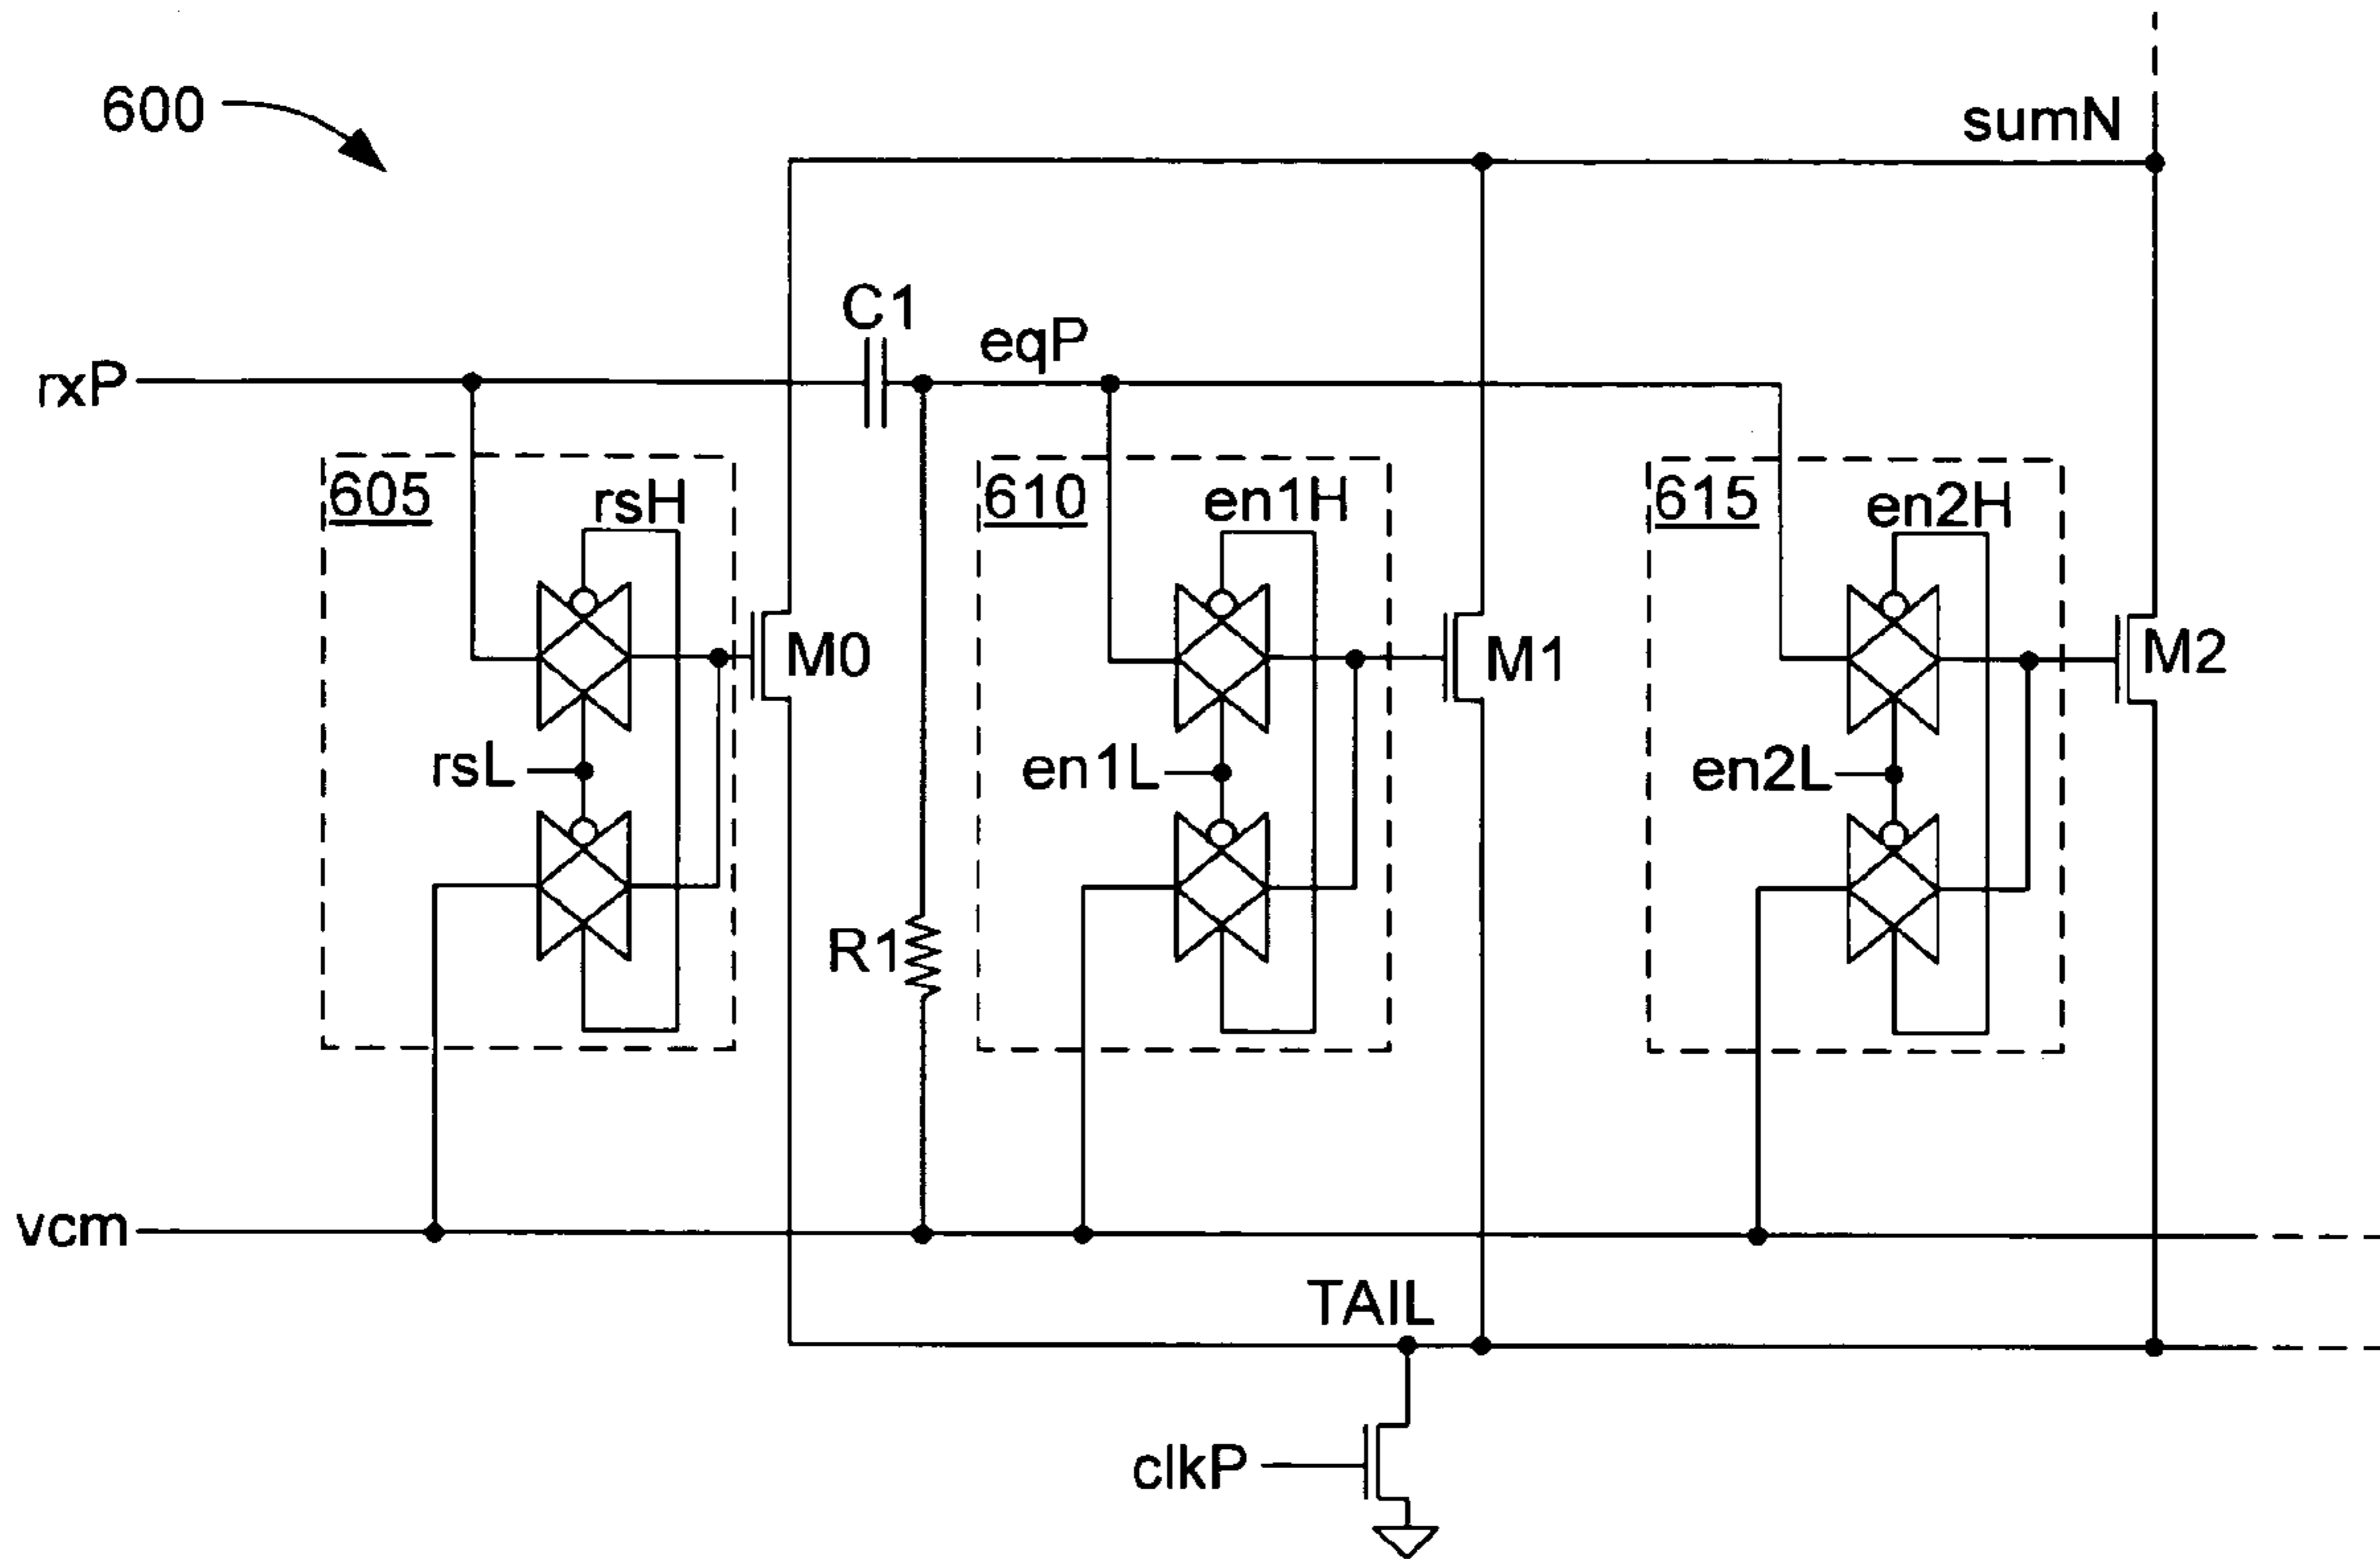 600
sumN
C1
eqP
rxP
605
rsH
610
en1H
615
en2H
M0
M1
M2
rsL
en1L
en2L
R1
vcm
TAIL
clkP